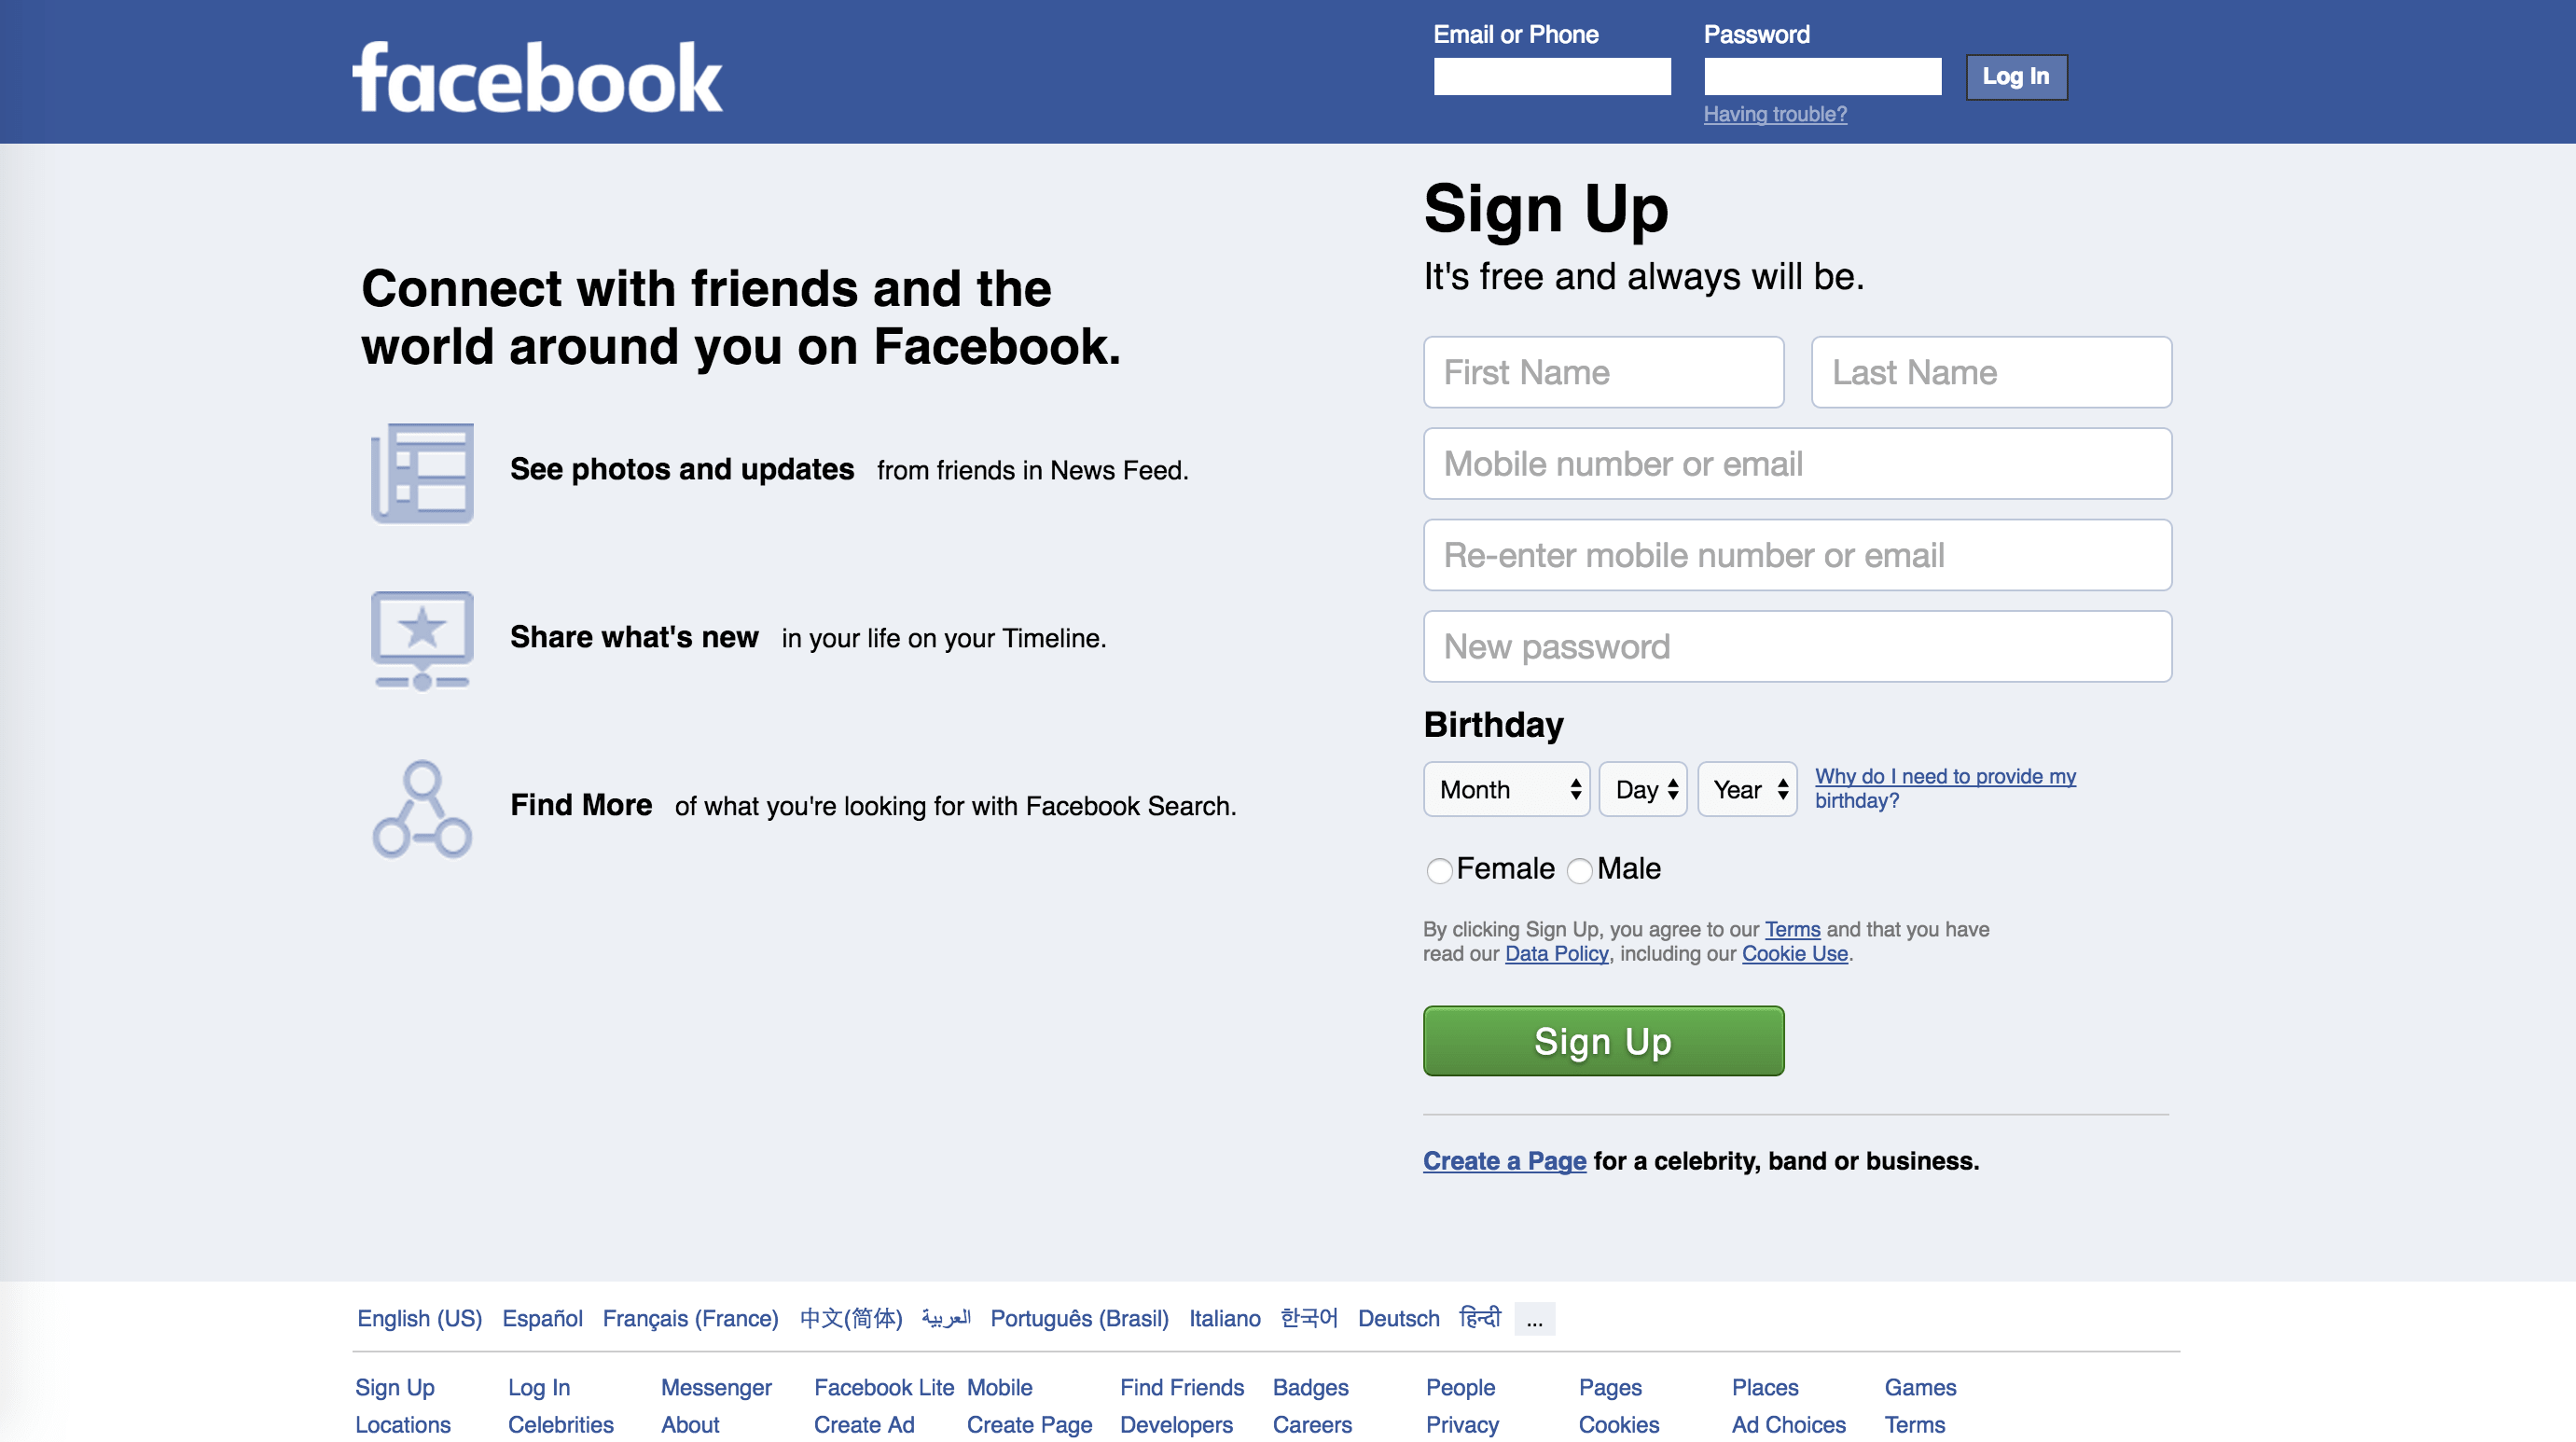 facebook
Email or Phone
Password
Log In
Having trouble?
Connect with friends and the
world around you on Facebook.
See photos and updates from friends in News Feed.
Share what's new in your life on your Timeline.
Find More of what you're looking for with Facebook Search.
Sign Up
It's free and always will be.
First Name
Last Name
Mobile number or email
Re-enter mobile number or email
New password
Birthday
Month
Day
Year
Why do I need to provide my
birthday?
Female
Male
By clicking Sign Up, you agree to our Terms and that you have
read our Data Policy, including our Cookie Use.
Sign Up
Create a Page for a celebrity, band or business.
English (US) Español Français (France) 中文(简体) العربية Português (Brasil) Italiano 한국어 Deutsch हिन्दी ...
Sign Up Log In Messenger Facebook Lite Mobile Find Friends Badges People Pages Places Games
Locations Celebrities About Create Ad Create Page Developers Careers Privacy Cookies Ad Choices Terms